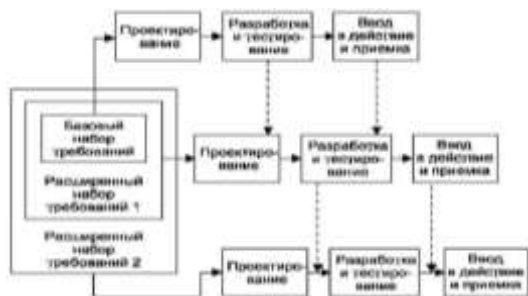 Проектиро-
вание
Разработка
и тестиро-
вание
Ввод
в действие
и приемка
Базовый
набор
требований
Расширенный
набор
требований 1
Расширенный
набор
требований 2
Проектиро-
вание
Разработка
и тестиро-
вание
Ввод
в действие
и приемка
Проектиро-
вание
Разработка
и тестиро-
вание
Ввод
в действие
и приемка